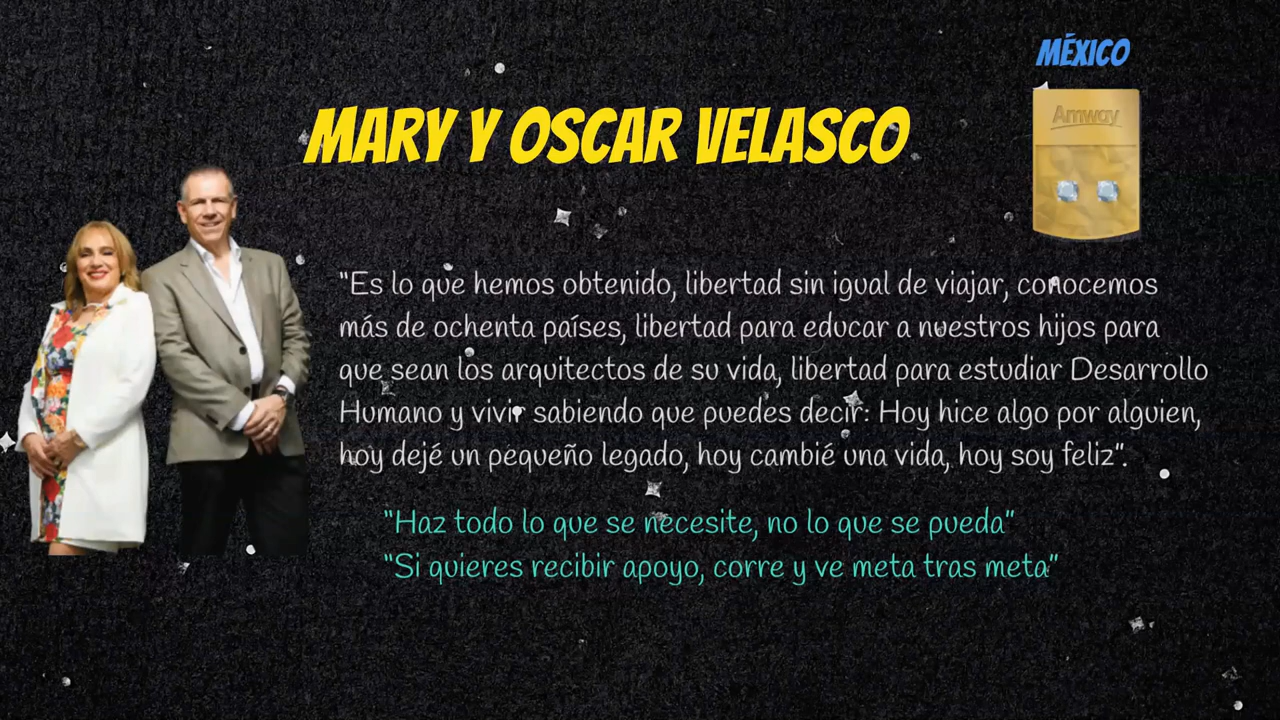 MÉXICO
Amway
MARY Y OSCAR VELASCO
"Es lo que hemos obtenido, libertad sin igual de viajar, conocemos
más de ochenta países, libertad para educar a nuestros hijos para
que sean los arquitectos de su vida, libertad para estudiar Desarrollo
Humano y vivir sabiendo que puedes decir: Hoy hice algo por alguien,
hoy dejé un pequeño legado, hoy cambié una vida, hoy soy feliz".
"Haz todo lo que se necesite, no lo que se pueda"
"Si quieres recibir apoyo, corre y ve meta tras meta"